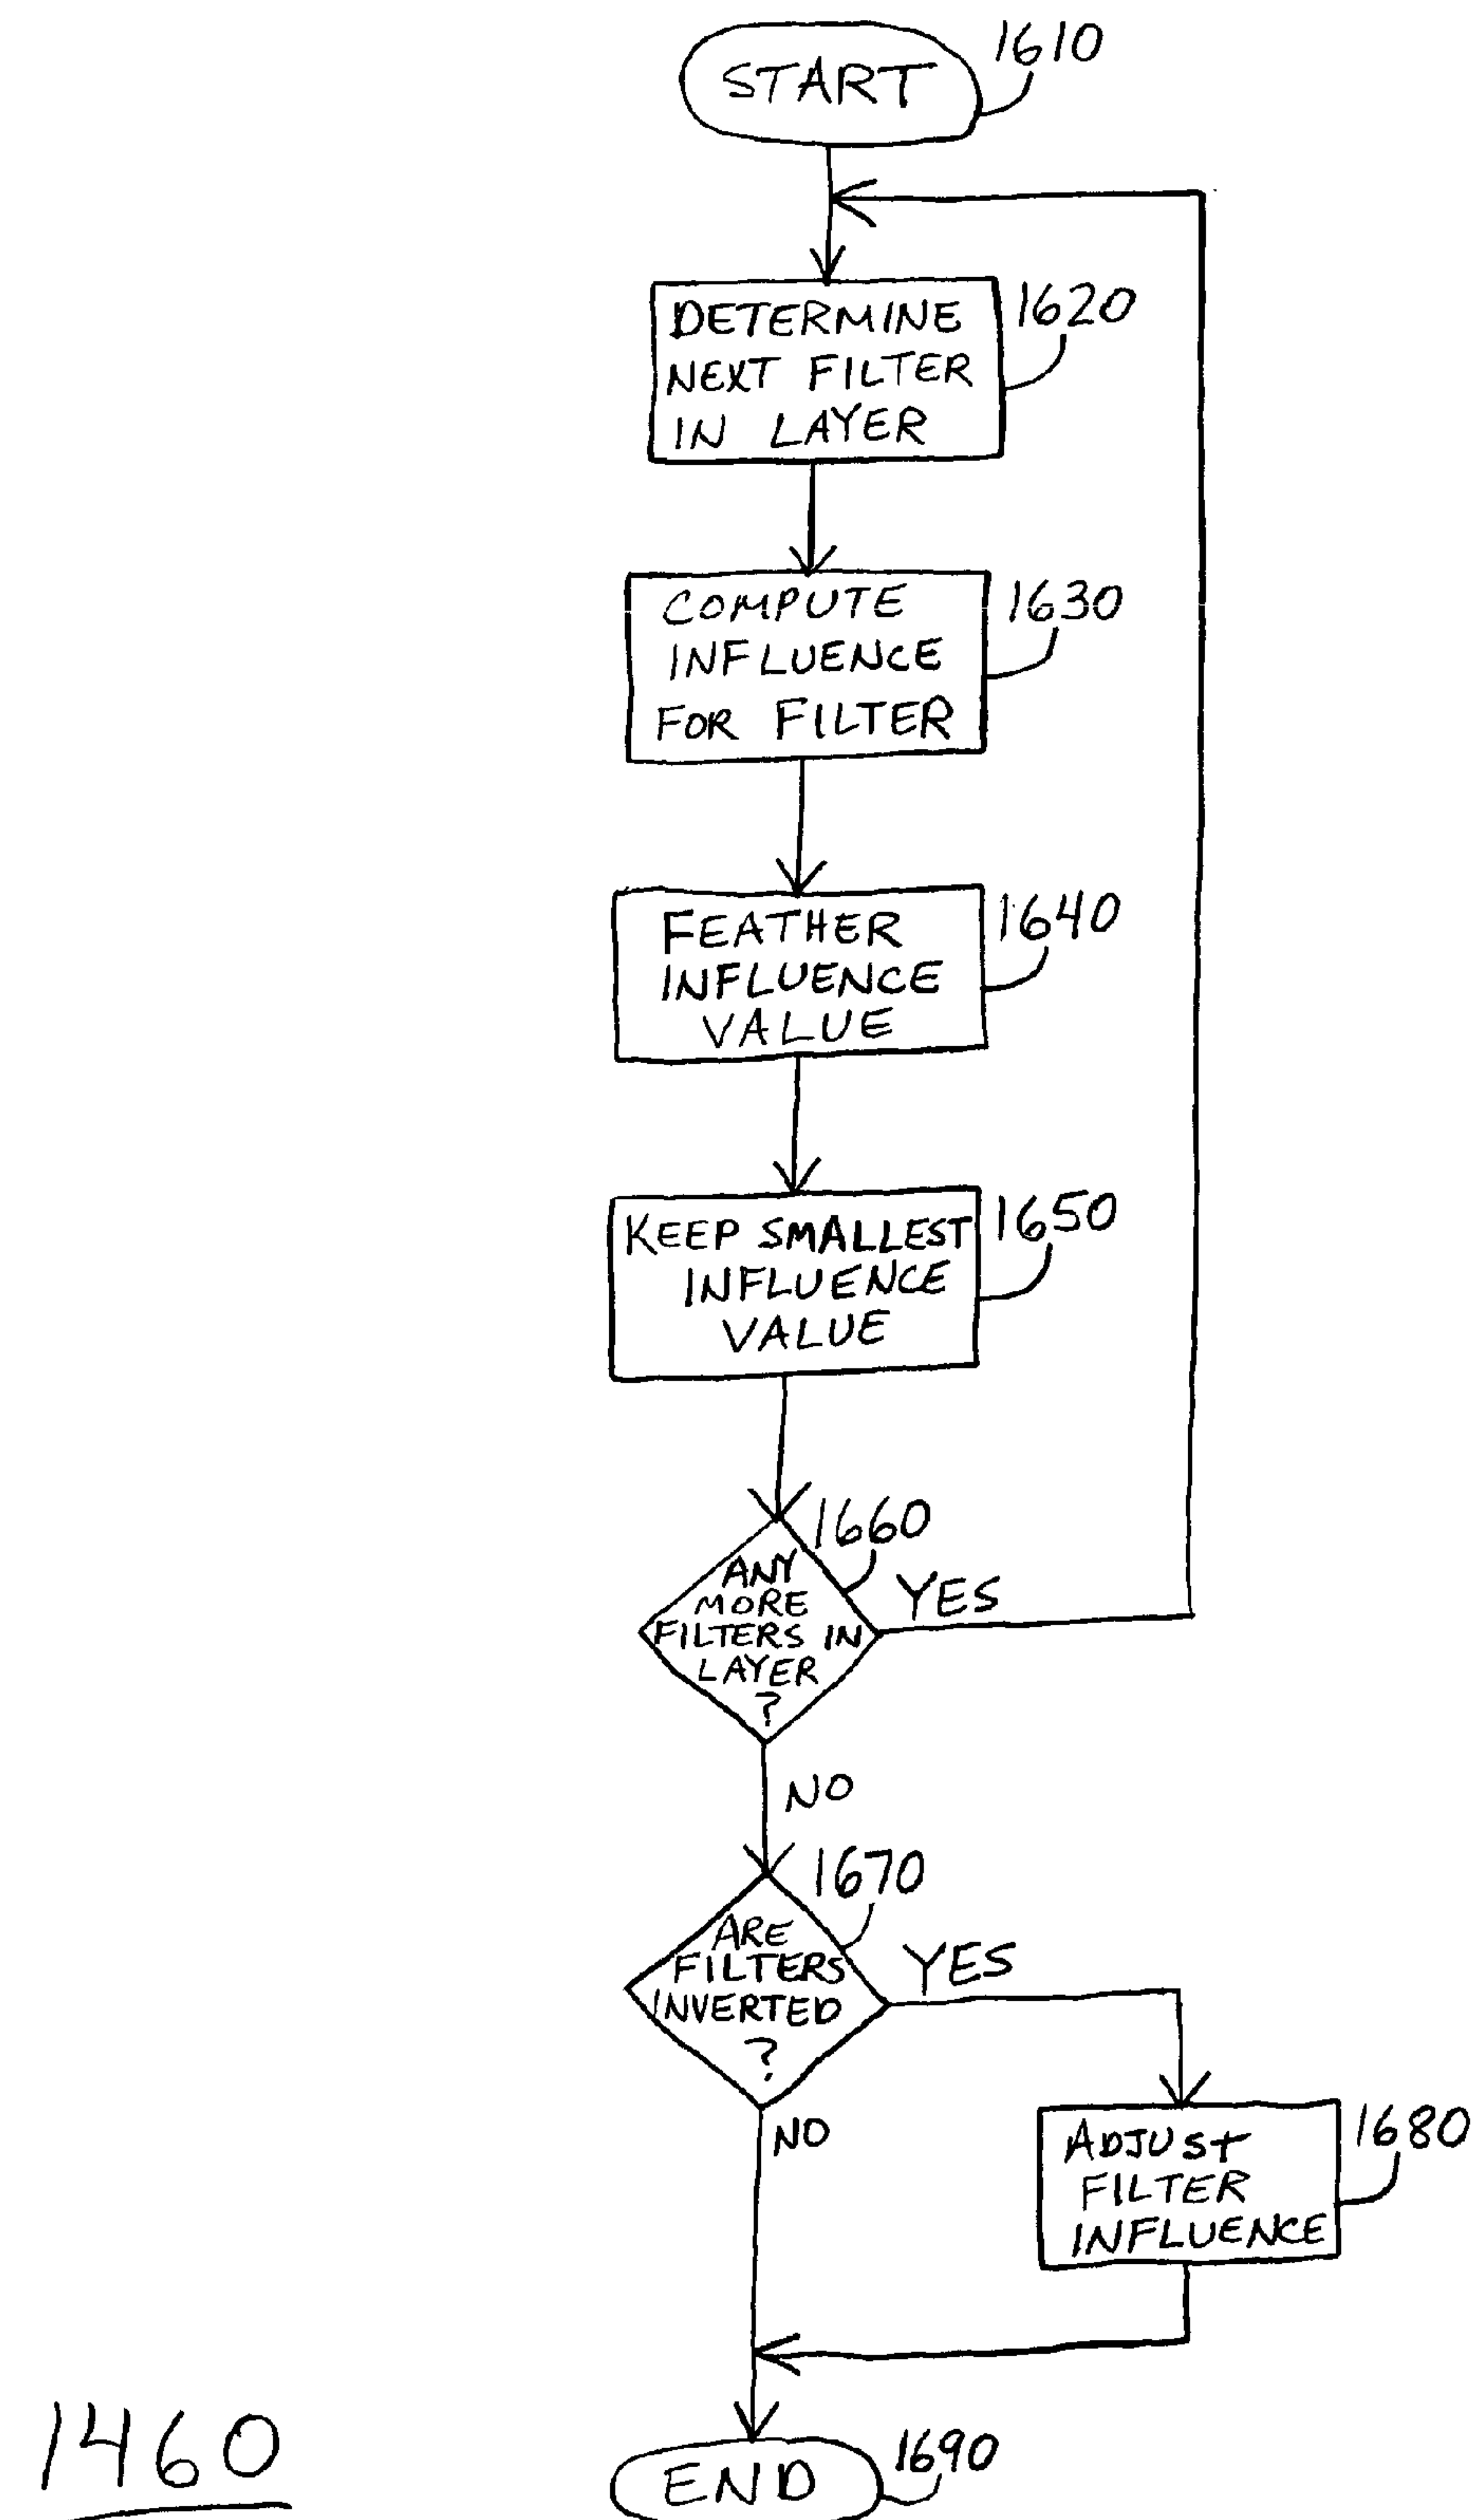 START
1610
DETERMINE
NEXT FILTER
IN LAYER
1620
COMPUTE
INFLUENCE
FOR FILTER
1630
FEATHER
INFLUENCE
VALUE
1640
KEEP SMALLEST
INFLUENCE
VALUE
1650
ANY
MORE
FILTERS IN
LAYER
?
1660
YES
NO
ARE
FILTERS
INVERTED
?
1670
YES
NO
ADJUST
FILTER
INFLUENCE
1680
END
1690
1460